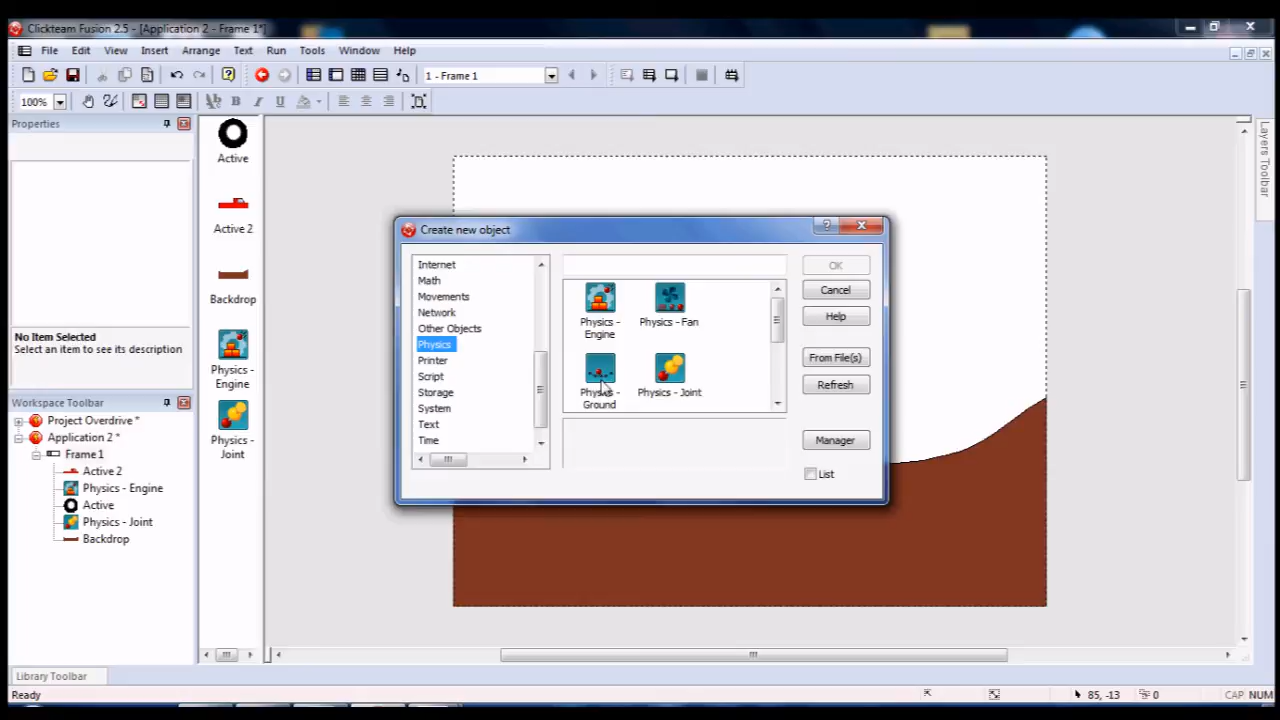 Clickteam Fusion 2.5 - [Application 2 - Frame 1*]
File Edit View Insert Arrange Text Run Tools Window Help
1 - Frame 1
100%
B I U
Properties
No Item Selected
Select an item to see its description
Workspace Toolbar
Project Overdrive *
Application 2 *
Frame 1
Active 2
Physics - Engine
Active
Physics - Joint
Backdrop
Active
Active 2
Backdrop
Physics -
Engine
Physics -
Joint
Create new object
Internet
Math
Movements
Network
Other Objects
Physics
Printer
Script
Storage
System
Text
Time
Physics -
Engine
Physics - Fan
Physics -
Ground
Physics - Joint
OK
Cancel
Help
From File(s)
Refresh
Manager
List
Layers Toolbar
Library Toolbar
Ready
85, -13
0
CAP NUM